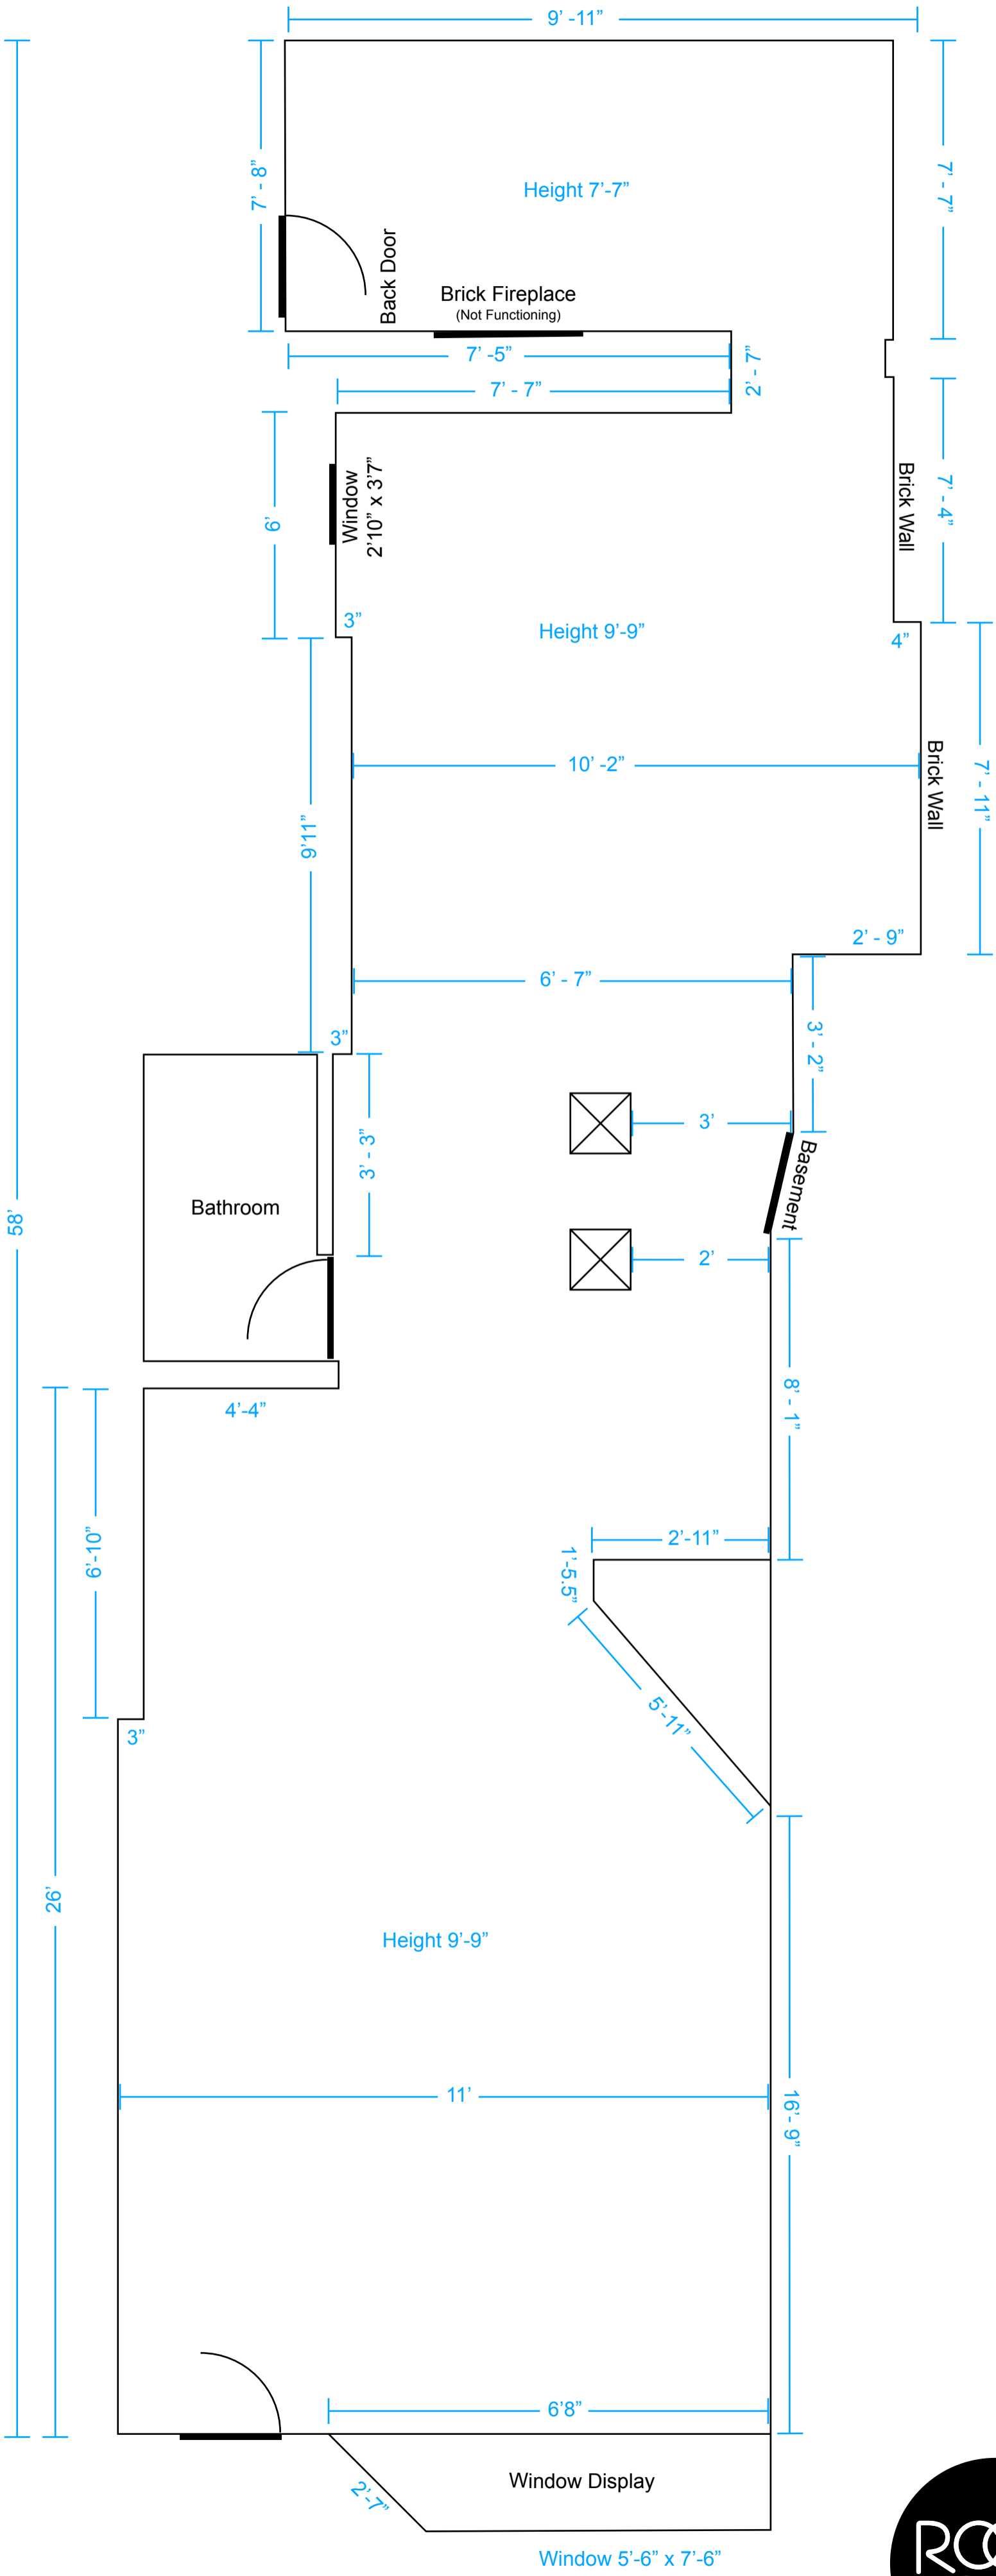 9’ -11”
7’ - 8”
7’ - 7”
Height 7’-7”
Back Door
Brick Fireplace
(Not Functioning)
7’ -5”
2’ - 7”
7’ - 7”
6’
Window
2’10” x 3’7”
Brick Wall
7’ - 4”
3”
Height 9’-9”
4”
9’11”
10’ -2”
Brick Wall
7’ - 11”
2’ - 9”
6’ - 7”
3”
3’ - 2”
3’ - 3”
3’
Basement
58’
Bathroom
2’
4’-4”
8’ - 1”
6’-10”
2’-11”
1’-5.5”
5’-11”
3”
26’
Height 9’-9”
11’
16’- 9”
6’8”
2’-7”
Window Display
Window 5’-6” x 7’-6”